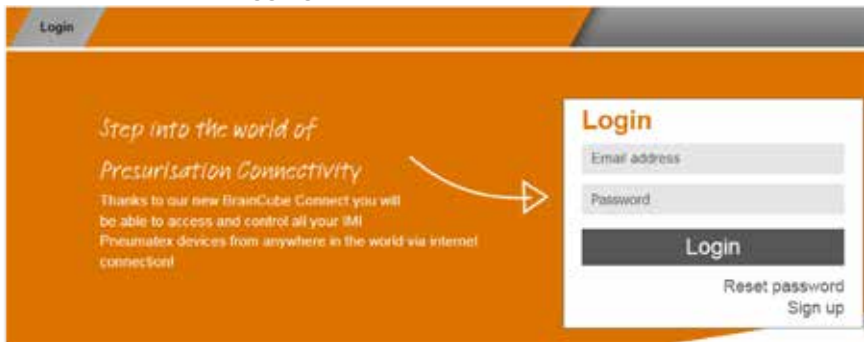 Login
Step into the world of
Presurisation Connectivity
Thanks to our new BrainCube Connect you will
be able to access and control all your IMI
Pneumatex devices from anywhere in the world via internet
connection!
Login
Email address
Password
Login
Reset password
Sign up